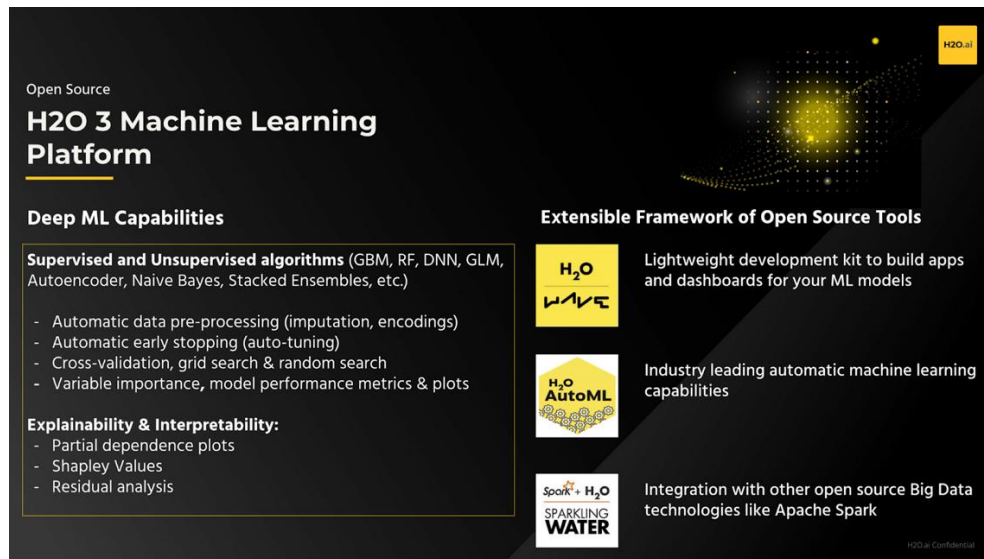 H2O.ai
Open Source
H2O 3 Machine Learning
Platform
Deep ML Capabilities
Supervised and Unsupervised algorithms (GBM, RF, DNN, GLM,
Autoencoder, Naive Bayes, Stacked Ensembles, etc.)
- Automatic data pre-processing (imputation, encodings)
- Automatic early stopping (auto-tuning)
- Cross-validation, grid search & random search
- Variable importance, model performance metrics & plots
Explainability & Interpretability:
- Partial dependence plots
- Shapley Values
- Residual analysis
Extensible Framework of Open Source Tools
H2O
WAVE
Lightweight development kit to build apps
and dashboards for your ML models
H2O
AutoML
Industry leading automatic machine learning
capabilities
Spark + H2O
SPARKLING
WATER
Integration with other open source Big Data
technologies like Apache Spark
H2O.ai Confidential